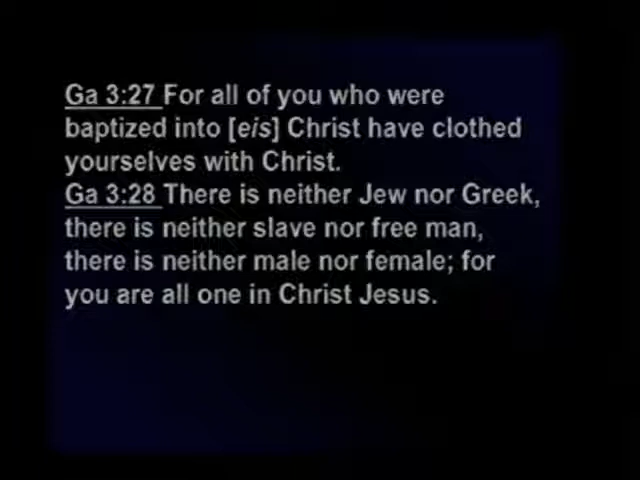 Ga 3:27 For all of you who were
baptized into [eis] Christ have clothed
yourselves with Christ.
Ga 3:28 There is neither Jew nor Greek,
there is neither slave nor free man,
there is neither male nor female; for
you are all one in Christ Jesus.